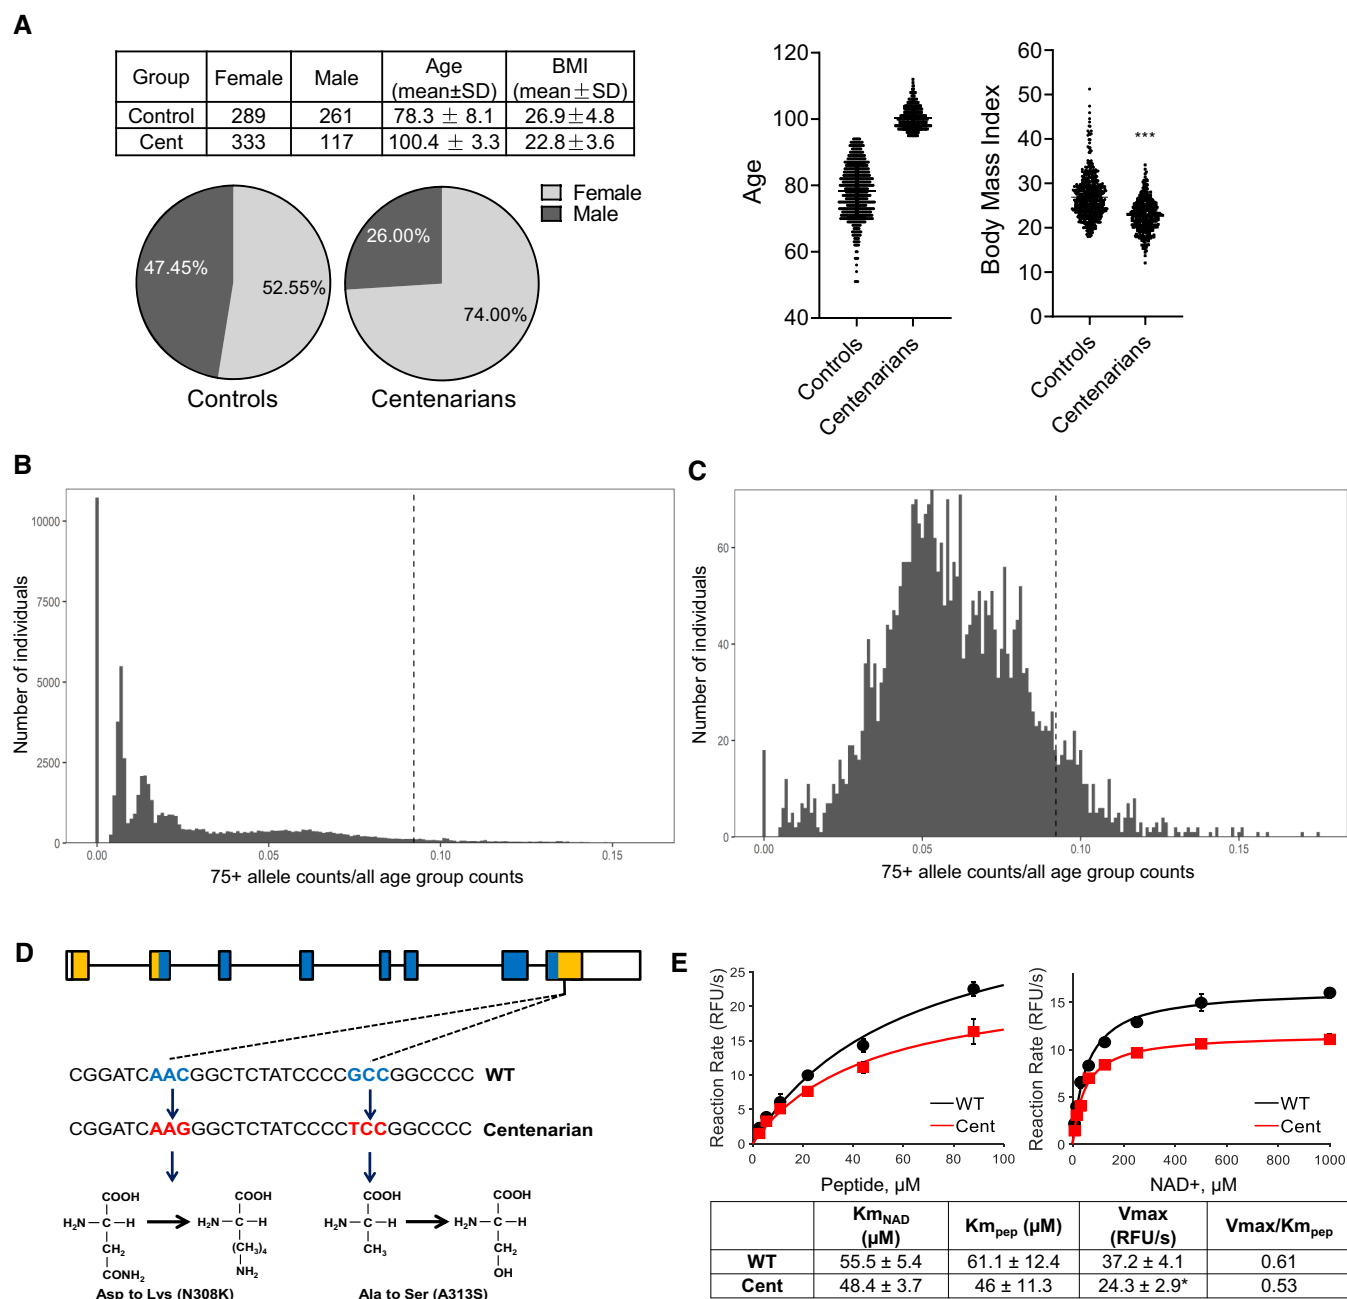 A
Group Female Male Age (mean±SD) BMI (mean±SD)
Control 289 261 78.3 ± 8.1 26.9±4.8
Cent 333 117 100.4 ± 3.3 22.8±3.6
Female
Male
47.45%
52.55%
Controls
26.00%
74.00%
Centenarians
Age
120
100
80
60
40
Controls
Centenarians
Body Mass Index
60
50
40
30
20
10
0
***
Controls
Centenarians
B
Number of individuals
10000
7500
5000
2500
0
0.00 0.05 0.10 0.15
75+ allele counts/all age group counts
C
Number of individuals
60
40
20
0
0.00 0.05 0.10 0.15
75+ allele counts/all age group counts
D
CGGATCAACGGCTCTATCCCCGCCGGCCCC WT
CGGATCAAGGGCTCTATCCCCTCCGGCCCC Centenarian
COOH
H₂N–C–H
CH₂
CONH₂
COOH
H₂N–C–H
(CH₃)₄
NH₂
Asp to Lys (N308K)
COOH
H₂N–C–H
CH₃
COOH
H₂N–C–H
CH₂
OH
Ala to Ser (A313S)
E
Reaction Rate (RFU/s)
25
20
15
10
5
0
0 20 40 60 80 100
Peptide, µM
WT
Cent
Reaction Rate (RFU/s)
15
10
5
0
0 200 400 600 800 1000
NAD+, µM
WT
Cent
Km_NAD (µM) Km_pep (µM) Vmax (RFU/s) Vmax/Km_pep
WT 55.5 ± 5.4 61.1 ± 12.4 37.2 ± 4.1 0.61
Cent 48.4 ± 3.7 46 ± 11.3 24.3 ± 2.9* 0.53